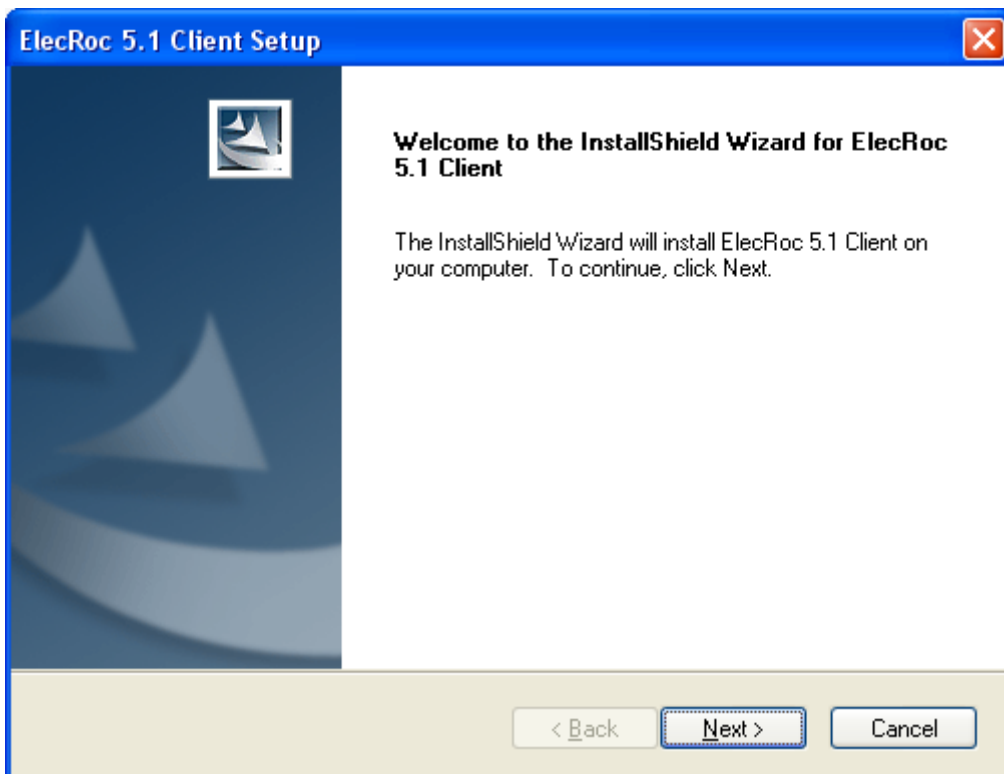 ElecRoc 5.1 Client Setup
Welcome to the InstallShield Wizard for ElecRoc
5.1 Client
The InstallShield Wizard will install ElecRoc 5.1 Client on
your computer.  To continue, click Next.
< Back
Next >
Cancel